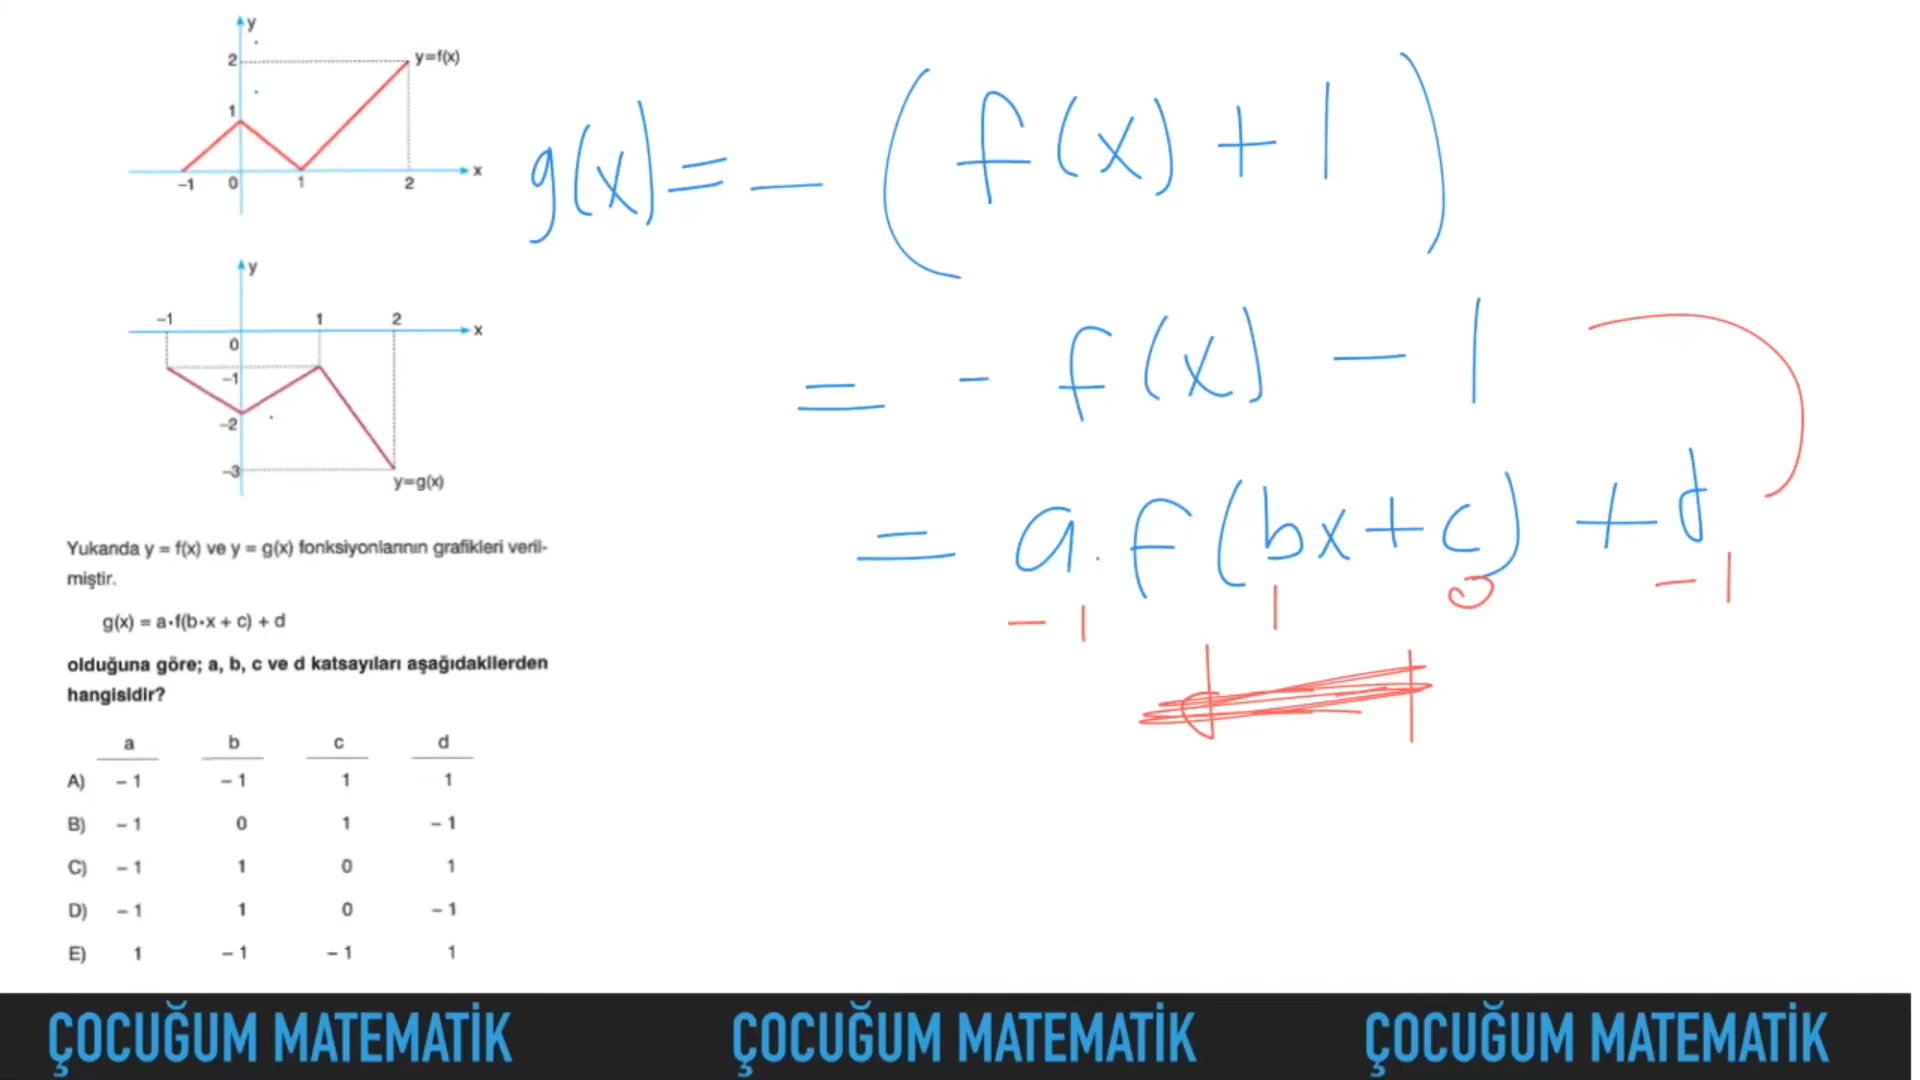 y
2
y=f(x)
1
-1 0 1 2 x
y
-1 1 2 x
0
-1
-2
-3
y=g(x)
g(x) = - (f(x) + 1)
= - f(x) - 1
= a.f(bx+c) + d
-1 1 0 -1
Yukarıda y = f(x) ve y = g(x) fonksiyonlarının grafikleri veril-
miştir.
g(x) = a•f(b•x + c) + d
olduğuna göre; a, b, c ve d katsayıları aşağıdakilerden
hangisidir?
a b c d
A) -1 -1 1 1
B) -1 0 1 -1
C) -1 1 0 1
D) -1 1 0 -1
E) 1 -1 -1 1
ÇOCUĞUM MATEMATİK ÇOCUĞUM MATEMATİK ÇOCUĞUM MATEMATİK